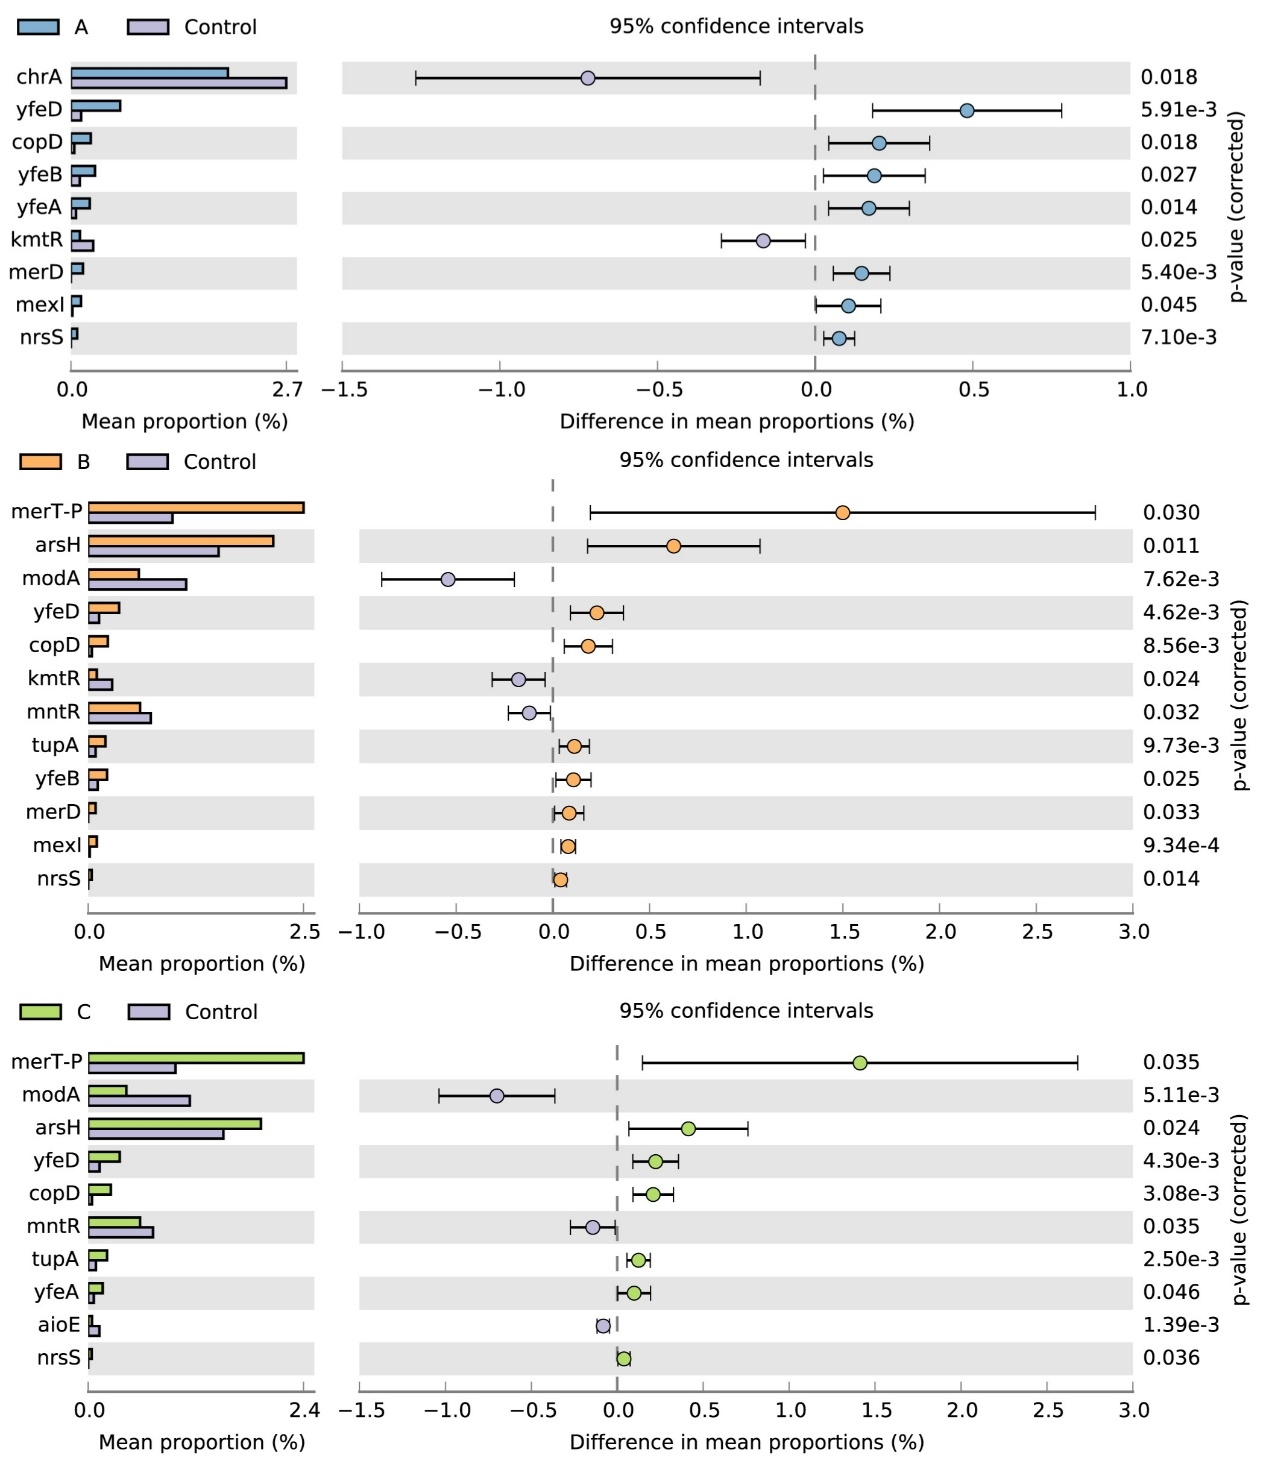 A Control 95% confidence intervals
chrA 0.018
yfeD 5.91e-3
copD 0.018
yfeB 0.027
yfeA 0.014
kmtR 0.025
merD 5.40e-3
mexI 0.045
nrsS 7.10e-3
p-value (corrected)
0.0 2.7 −1.5 −1.0 −0.5 0.0 0.5 1.0
Mean proportion (%) Difference in mean proportions (%)
B Control 95% confidence intervals
merT-P 0.030
arsH 0.011
modA 7.62e-3
yfeD 4.62e-3
copD 8.56e-3
kmtR 0.024
mntR 0.032
tupA 9.73e-3
yfeB 0.025
merD 0.033
mexI 9.34e-4
nrsS 0.014
p-value (corrected)
0.0 2.5 −1.0 −0.5 0.0 0.5 1.0 1.5 2.0 2.5 3.0
Mean proportion (%) Difference in mean proportions (%)
C Control 95% confidence intervals
merT-P 0.035
modA 5.11e-3
arsH 0.024
yfeD 4.30e-3
copD 3.08e-3
mntR 0.035
tupA 2.50e-3
yfeA 0.046
aioE 1.39e-3
nrsS 0.036
p-value (corrected)
0.0 2.4 −1.5 −1.0 −0.5 0.0 0.5 1.0 1.5 2.0 2.5 3.0
Mean proportion (%) Difference in mean proportions (%)